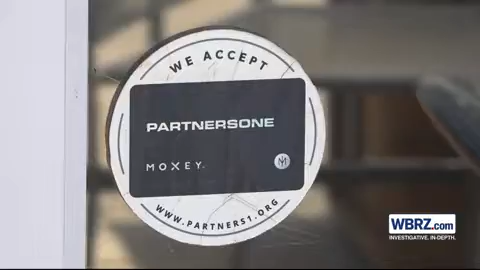 WE ACCEPT
PARTNERSONE
MOXEY
WWW.PARTNERS1.ORG
WBRZ.com
INVESTIGATIVE. IN-DEPTH.